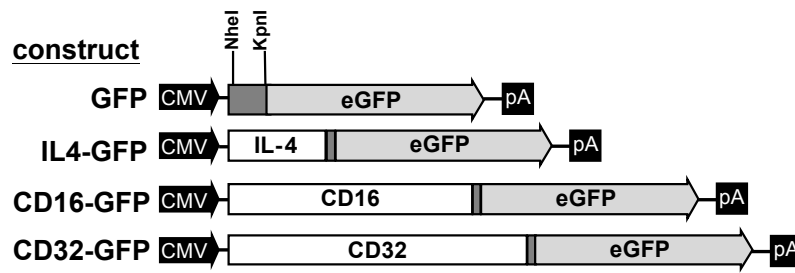 NheI KpnI
construct
GFP CMV eGFP pA
IL4-GFP CMV IL-4 eGFP pA
CD16-GFP CMV CD16 eGFP pA
CD32-GFP CMV CD32 eGFP pA